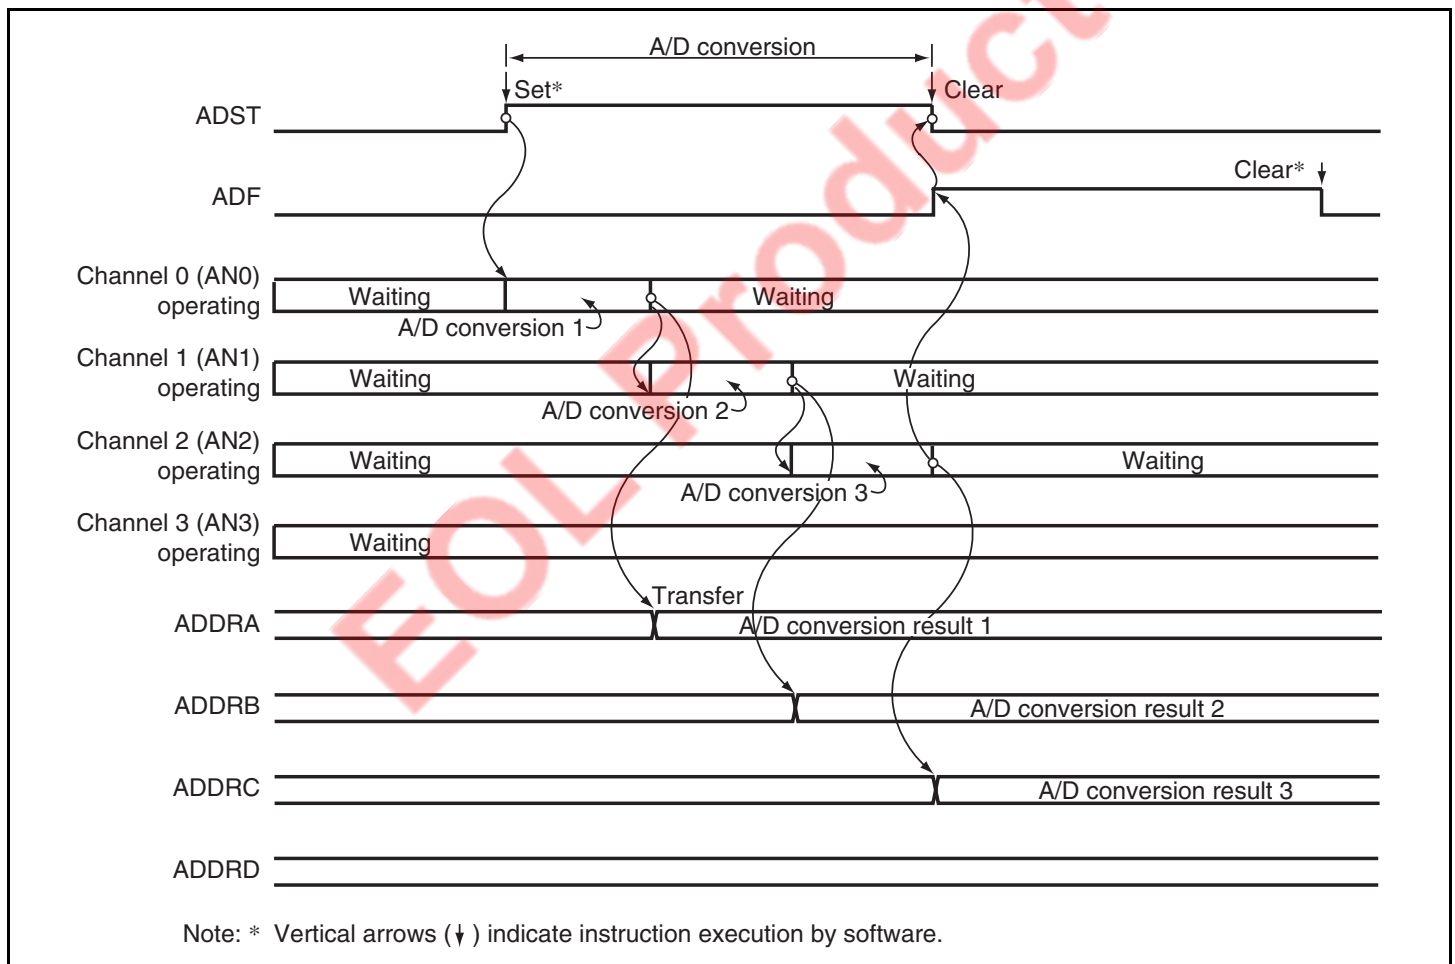 A/D conversion
Set*
Clear
ADST
Clear*
ADF
Channel 0 (AN0)
operating
Waiting
Waiting
A/D conversion 1
Channel 1 (AN1)
operating
Waiting
Waiting
A/D conversion 2
Channel 2 (AN2)
operating
Waiting
Waiting
A/D conversion 3
Channel 3 (AN3)
operating
Waiting
Transfer
ADDRA
A/D conversion result 1
ADDRB
A/D conversion result 2
ADDRC
A/D conversion result 3
ADDRD
Note: * Vertical arrows (↓) indicate instruction execution by software.
EOL Product